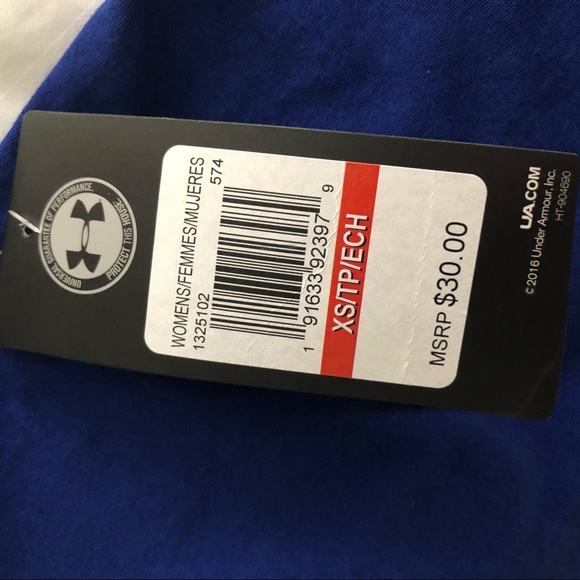 UNIVERSAL GUARANTEE OF PERFORMANCE
PROTECT THIS HOUSE.
WOMENS/FEMMES/MUJERES
1325102 574
1 91633 92397 9
XS/TP/ECH
MSRP $30.00
UA.COM
© 2016 Under Armour, Inc.
HT-904690